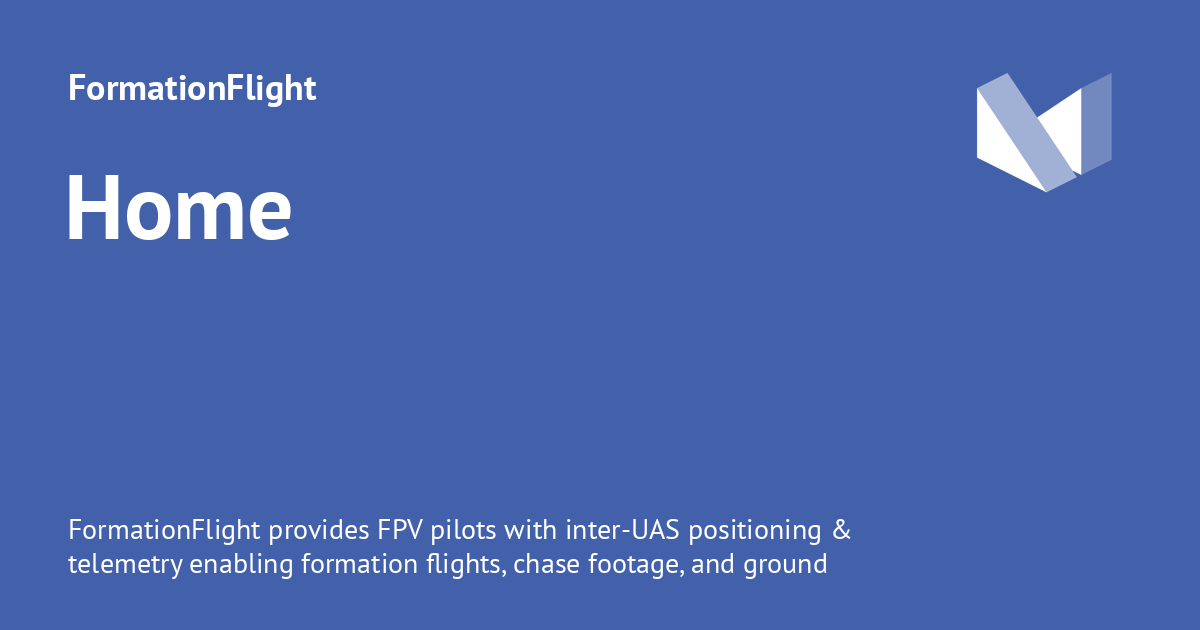 FormationFlight
Home
FormationFlight provides FPV pilots with inter-UAS positioning &
telemetry enabling formation flights, chase footage, and ground